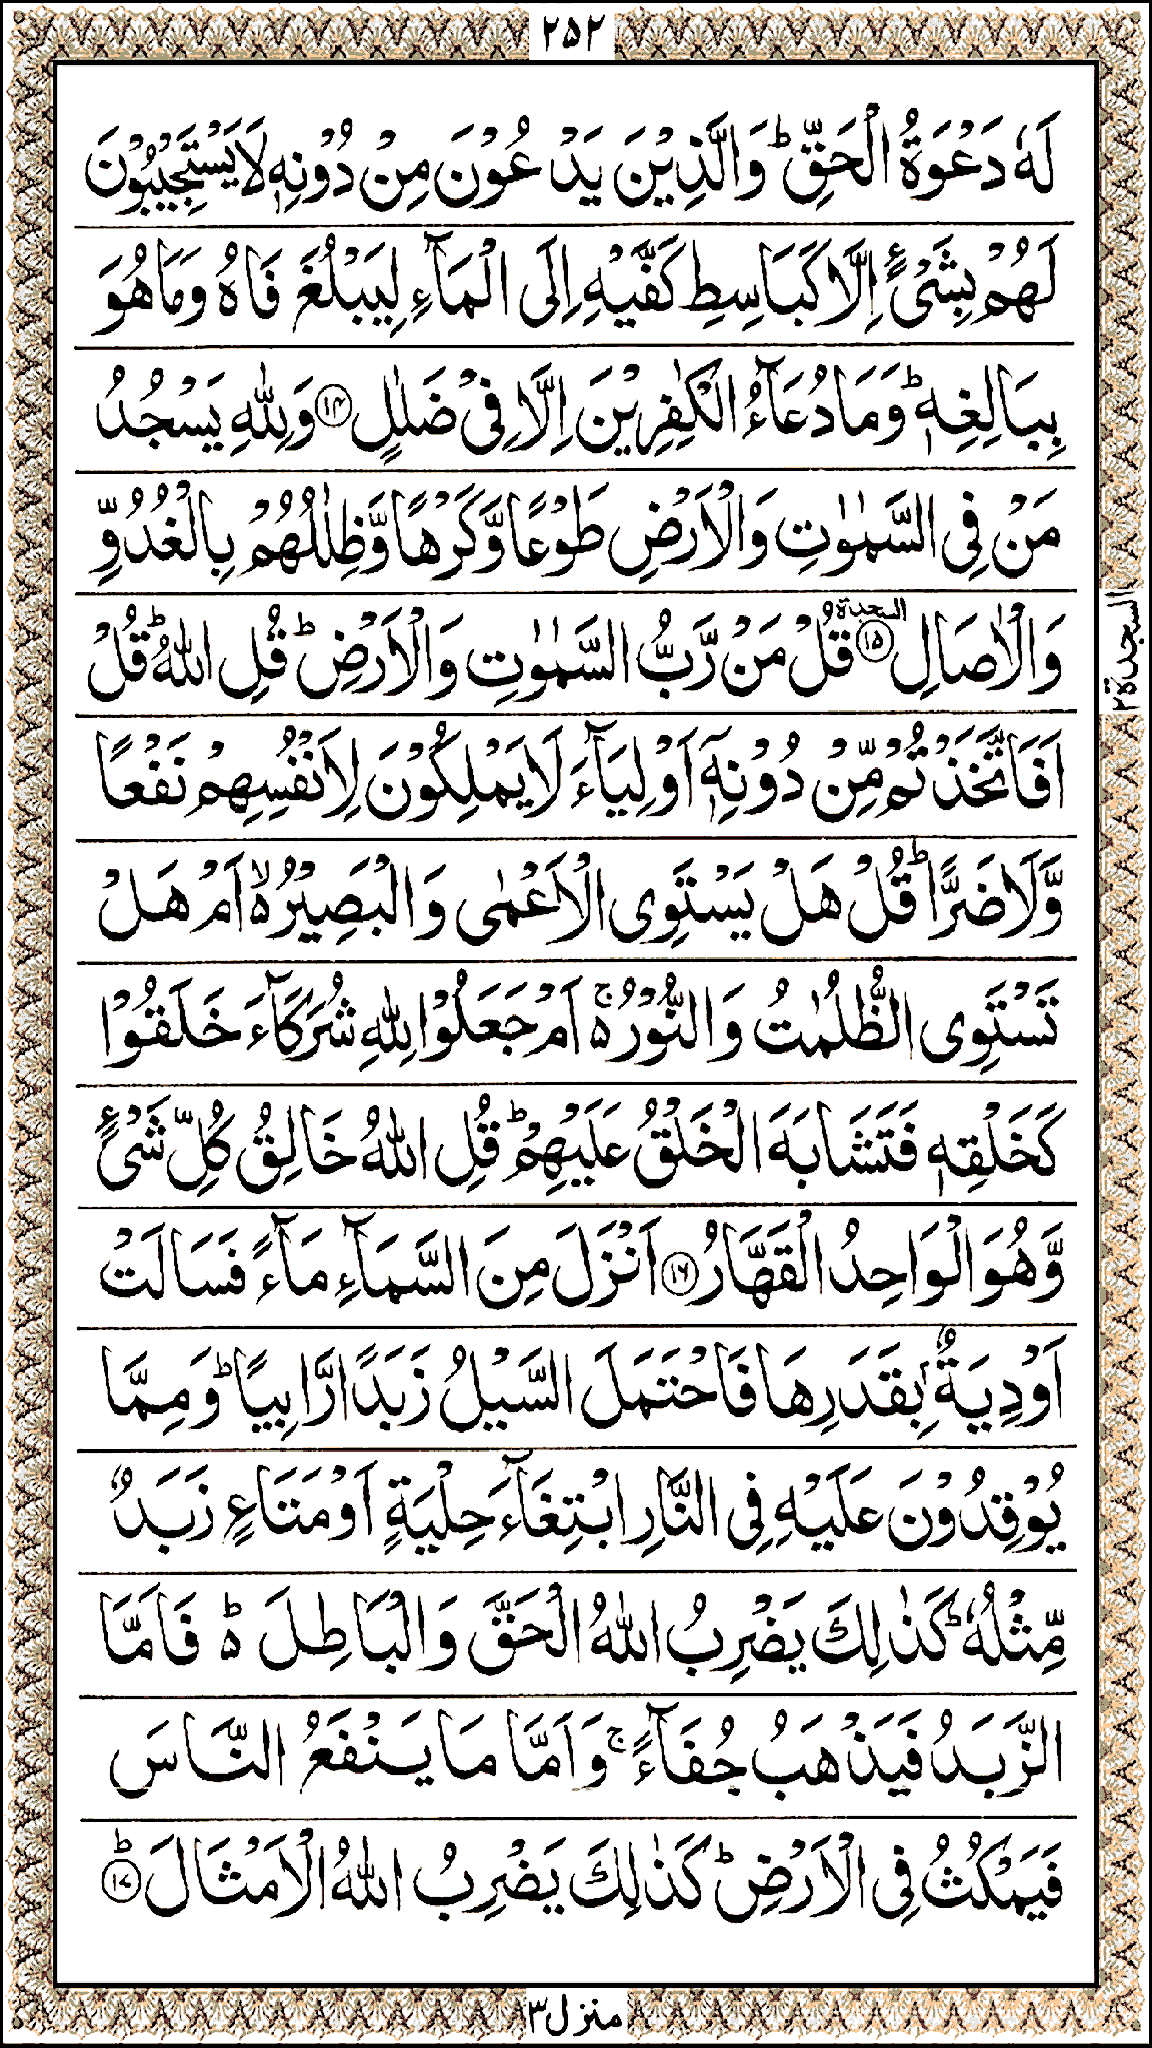 ۲۵۲
لَهٗ دَعْوَةُ الْحَقِّ ؕ وَالَّذِیْنَ یَدْعُوْنَ مِنْ دُوْنِهٖ لَا یَسْتَجِیْبُوْنَ
لَهُمْ بِشَیْءٍ اِلَّا كَبَاسِطِ كَفَّیْهِ اِلَی الْمَآءِ لِیَبْلُغَ فَاهُ وَمَا هُوَ
بِبَالِغِهٖ ؕ وَمَا دُعَآءُ الْكٰفِرِیْنَ اِلَّا فِیْ ضَلٰلٍ ۝۱۴ وَلِلّٰهِ یَسْجُدُ
مَنْ فِی السَّمٰوٰتِ وَالْاَرْضِ طَوْعًا وَّكَرْهًا وَّظِلٰلُهُمْ بِالْغُدُوِّ
وَالْاٰصَالِ ۝۱۵ السجدة قُلْ مَنْ رَّبُّ السَّمٰوٰتِ وَالْاَرْضِ ؕ قُلِ اللّٰهُ ؕ قُلْ
السجدة ۲
اَفَاتَّخَذْتُمْ مِّنْ دُوْنِهٖۤ اَوْلِیَآءَ لَا یَمْلِكُوْنَ لِاَنْفُسِهِمْ نَفْعًا
وَّلَا ضَرًّا ؕ قُلْ هَلْ یَسْتَوِی الْاَعْمٰی وَالْبَصِیْرُ ۙ۬ اَمْ هَلْ
تَسْتَوِی الظُّلُمٰتُ وَالنُّوْرُ ۚ۬ اَمْ جَعَلُوْا لِلّٰهِ شُرَكَآءَ خَلَقُوْا
كَخَلْقِهٖ فَتَشَابَهَ الْخَلْقُ عَلَیْهِمْ ؕ قُلِ اللّٰهُ خَالِقُ كُلِّ شَیْءٍ
وَّهُوَ الْوَاحِدُ الْقَهَّارُ ۝۱۶ اَنْزَلَ مِنَ السَّمَآءِ مَآءً فَسَالَتْ
اَوْدِیَةٌۢ بِقَدَرِهَا فَاحْتَمَلَ السَّیْلُ زَبَدًا رَّابِیًا ؕ وَمِمَّا
یُوْقِدُوْنَ عَلَیْهِ فِی النَّارِ ابْتِغَآءَ حِلْیَةٍ اَوْ مَتَاعٍ زَبَدٌ
مِّثْلُهٗ ؕ كَذٰلِكَ یَضْرِبُ اللّٰهُ الْحَقَّ وَالْبَاطِلَ ؕ۬ فَاَمَّا
الزَّبَدُ فَیَذْهَبُ جُفَآءً ۚ وَاَمَّا مَا یَنْفَعُ النَّاسَ
فَیَمْكُثُ فِی الْاَرْضِ ؕ كَذٰلِكَ یَضْرِبُ اللّٰهُ الْاَمْثَالَ ؕ ۝۱۷
منزل ۳